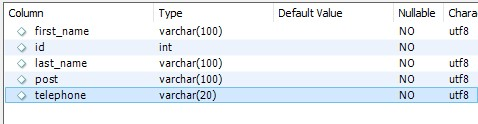 Column Type Default Value Nullable Charac
first_name varchar(100) NO utf8
id int NO
last_name varchar(100) NO utf8
post varchar(100) NO utf8
telephone varchar(20) NO utf8